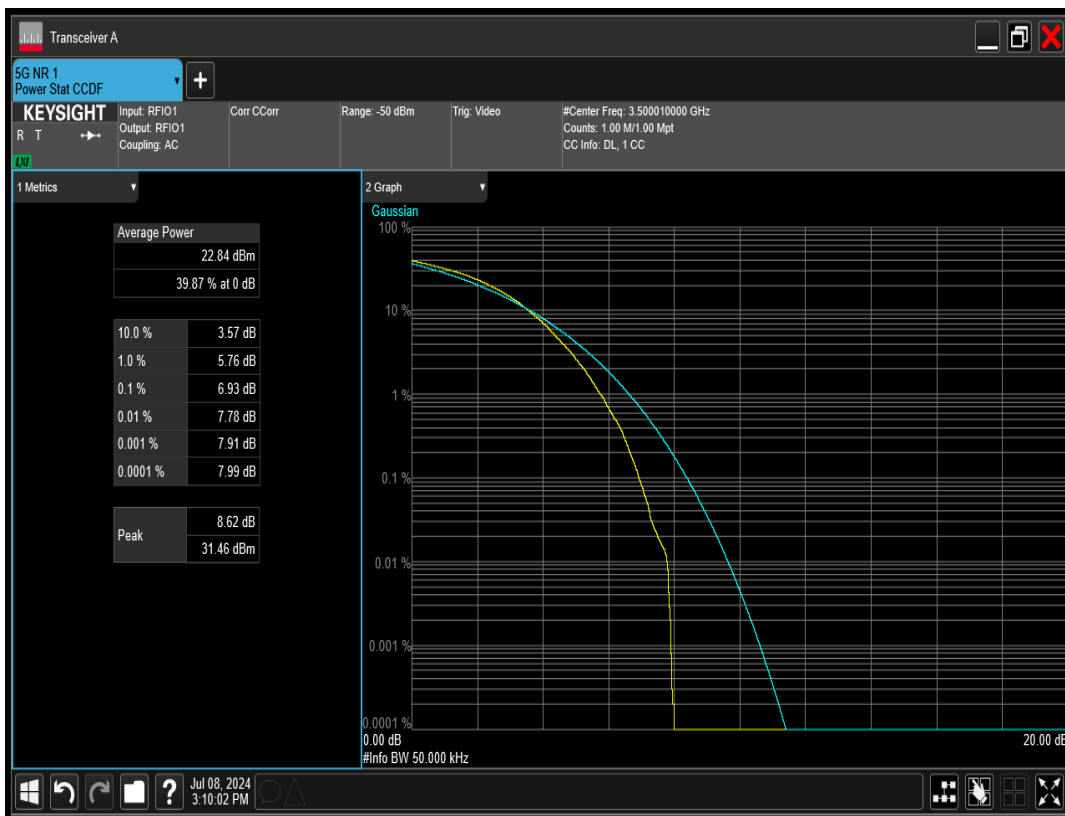 Transceiver A
5G NR 1
Power Stat CCDF
+
KEYSIGHT
R T
LXI
Input: RFIO1
Output: RFIO1
Coupling: AC
Corr CCorr
Range: -50 dBm
Trig: Video
#Center Freq: 3.500010000 GHz
Counts: 1.00 M/1.00 Mpt
CC Info: DL, 1 CC
1 Metrics
Average Power
22.84 dBm
39.87 % at 0 dB
10.0 % 3.57 dB
1.0 % 5.76 dB
0.1 % 6.93 dB
0.01 % 7.78 dB
0.001 % 7.91 dB
0.0001 % 7.99 dB
Peak
8.62 dB
31.46 dBm
2 Graph
Gaussian
100 %
10 %
1 %
0.1 %
0.01 %
0.001 %
0.0001 %
0.00 dB 20.00 dB
#Info BW 50.000 kHz
?
Jul 08, 2024
3:10:02 PM